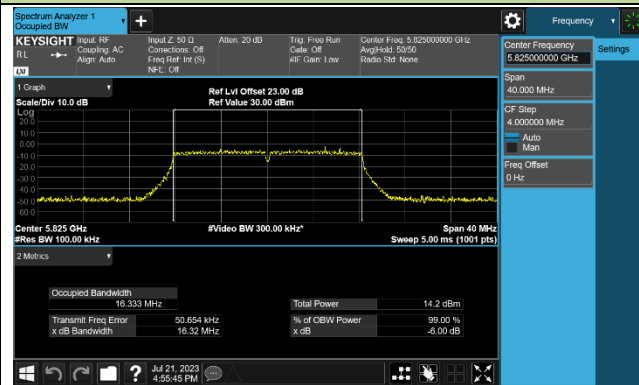 Spectrum Analyzer 1
Occupied BW
Frequency
KEYSIGHT
Input: RF
Coupling: AC
Align: Auto
Input Z: 50 Ω
Corrections: Off
Freq Ref: Int (S)
NFE: Off
Atten: 20 dB
Trig: Free Run
Gate: Off
#IF Gain: Low
Center Freq: 5.825000000 GHz
Avg|Hold: 50/50
Radio Std: None
RL
LXI
Center Frequency
5.825000000 GHz
Settings
Span
40.000 MHz
CF Step
4.000000 MHz
Auto
Man
Freq Offset
0 Hz
1 Graph
Scale/Div 10.0 dB
Ref Lvl Offset 23.00 dB
Ref Value 30.00 dBm
Log
20.0
10.0
0.00
-10.0
-20.0
-30.0
-40.0
-50.0
-60.0
Center 5.825 GHz
#Res BW 100.00 kHz
#Video BW 300.00 kHz*
Span 40 MHz
Sweep 5.00 ms (1001 pts)
2 Metrics
Occupied Bandwidth
16.333 MHz
Total Power 14.2 dBm
Transmit Freq Error 50.654 kHz
% of OBW Power 99.00 %
x dB Bandwidth 16.32 MHz
x dB -6.00 dB
Jul 21, 2023
4:55:45 PM